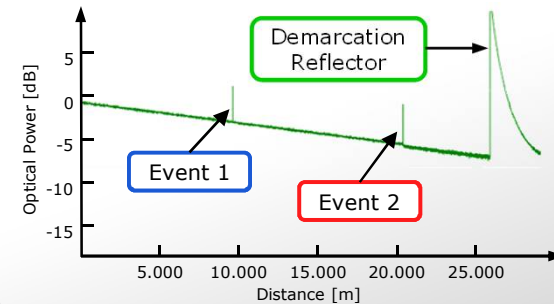 Demarcation
Reflector
Event 1
Event 2
Optical Power [dB]
5
0
-5
-10
-15
5.000 10.000 15.000 20.000 25.000
Distance [m]